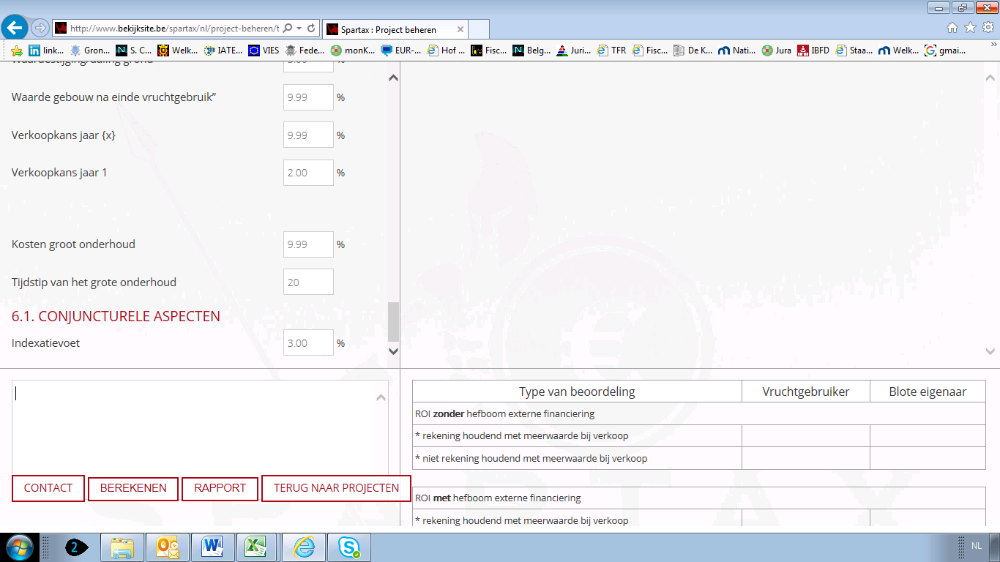 http://www.bekijksite.be/spartax/nl/project-beheren/t
Spartax : Project beheren
link... Gron... S. C... Welk... IATE... VIES Fede... monK... EUR-... Hof ... Fisc... Belg... Juri... TFR Fisc... De K... Nati... Jura IBFD Staa... Welk... gmai...
Waardestijging/daling grond 3.00 %
Waarde gebouw na einde vruchtgebruik” 9.99 %
Verkoopkans jaar {x} 9.99 %
Verkoopkans jaar 1 2.00 %
Kosten groot onderhoud 9.99 %
Tijdstip van het grote onderhoud 20
6.1. CONJUNCTURELE ASPECTEN
Indexatievoet 3.00 %
CONTACT BEREKENEN RAPPORT TERUG NAAR PROJECTEN
Type van beoordeling Vruchtgebruiker Blote eigenaar
ROI zonder hefboom externe financiering
* rekening houdend met meerwaarde bij verkoop
* niet rekening houdend met meerwaarde bij verkoop
ROI met hefboom externe financiering
* rekening houdend met meerwaarde bij verkoop
SPARTAX
2 NL